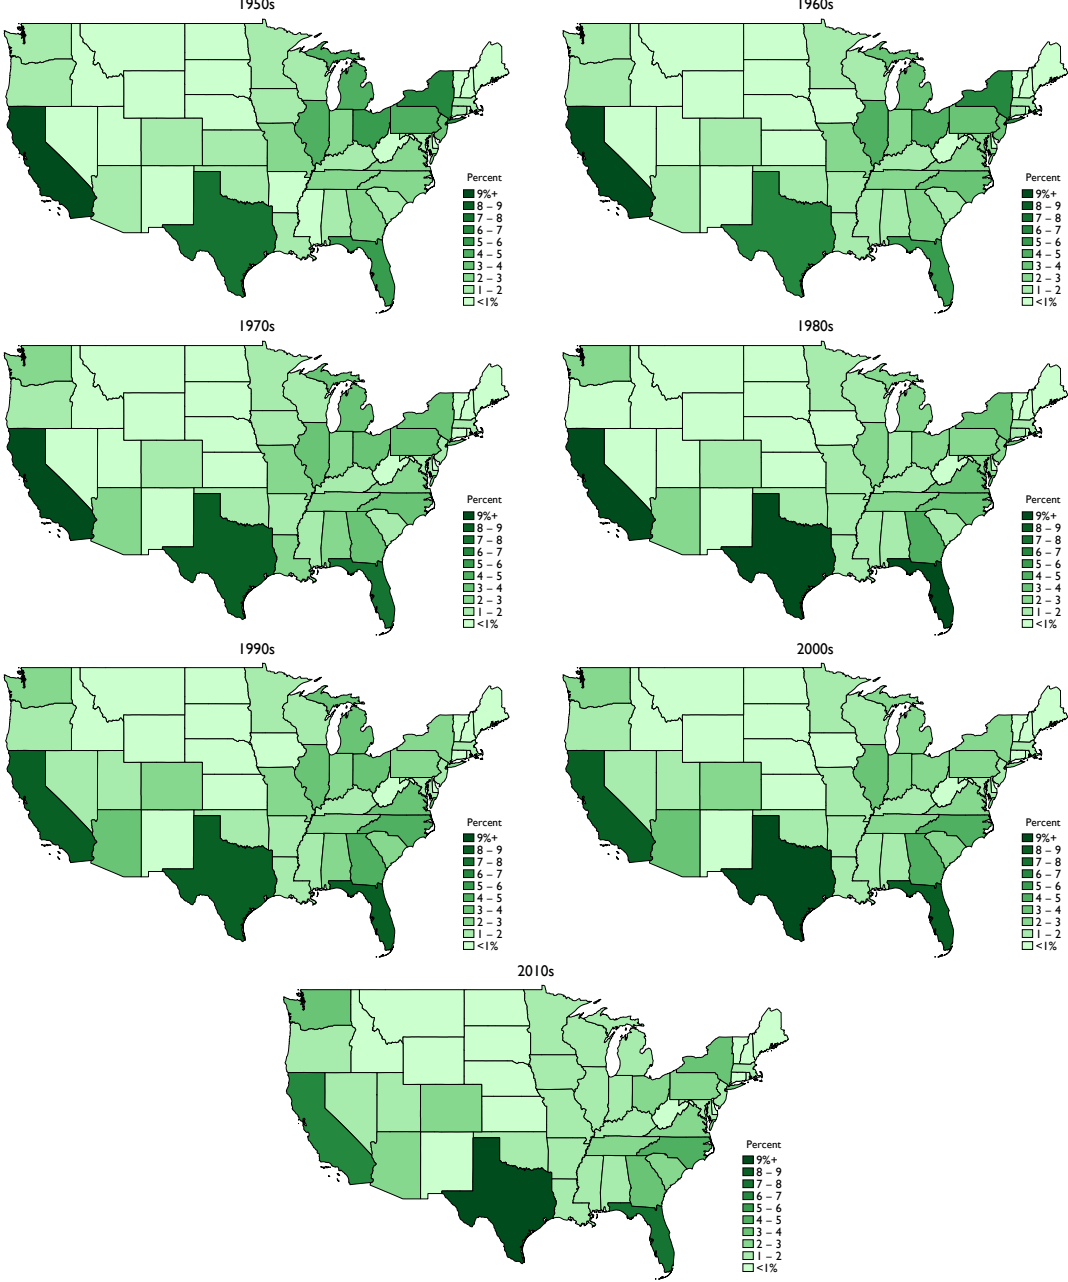 1950s
Percent
9%+
8 – 9
7 – 8
6 – 7
5 – 6
4 – 5
3 – 4
2 – 3
1 – 2
<1%
1960s
Percent
9%+
8 – 9
7 – 8
6 – 7
5 – 6
4 – 5
3 – 4
2 – 3
1 – 2
<1%
1970s
Percent
9%+
8 – 9
7 – 8
6 – 7
5 – 6
4 – 5
3 – 4
2 – 3
1 – 2
<1%
1980s
Percent
9%+
8 – 9
7 – 8
6 – 7
5 – 6
4 – 5
3 – 4
2 – 3
1 – 2
<1%
1990s
Percent
9%+
8 – 9
7 – 8
6 – 7
5 – 6
4 – 5
3 – 4
2 – 3
1 – 2
<1%
2000s
Percent
9%+
8 – 9
7 – 8
6 – 7
5 – 6
4 – 5
3 – 4
2 – 3
1 – 2
<1%
2010s
Percent
9%+
8 – 9
7 – 8
6 – 7
5 – 6
4 – 5
3 – 4
2 – 3
1 – 2
<1%